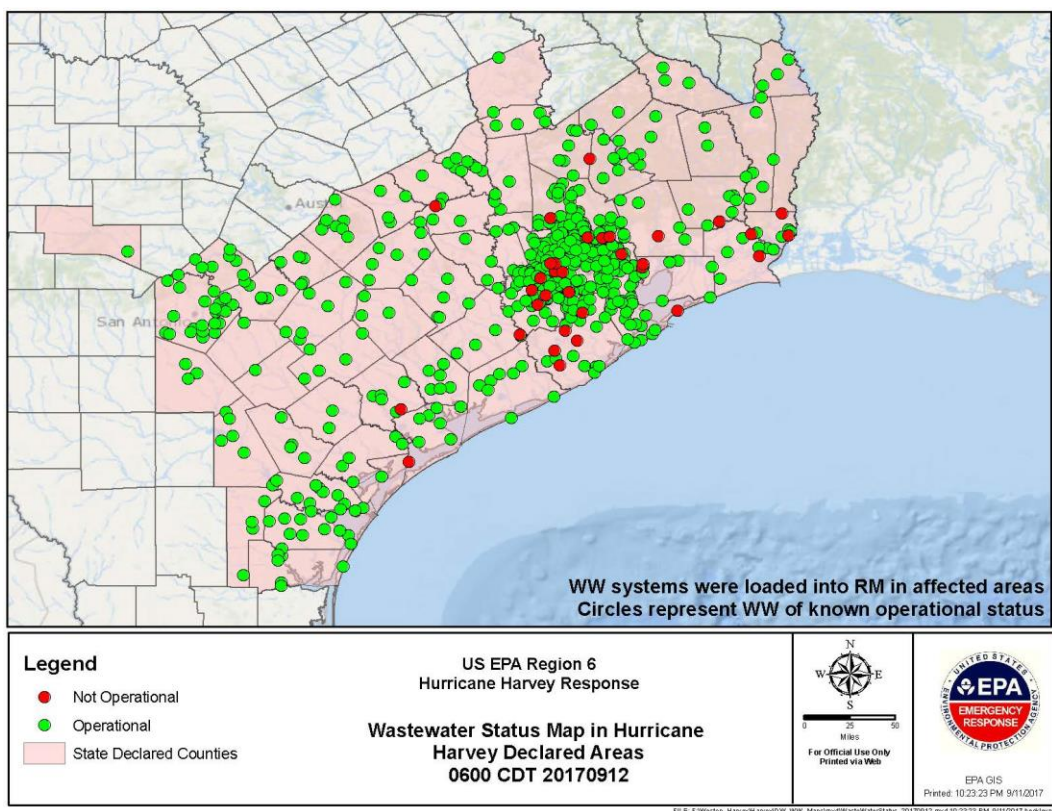 Aust
San Antonio
WW systems were loaded into RM in affected areas
Circles represent WW of known operational status
Legend
Not Operational
Operational
State Declared Counties
US EPA Region 6
Hurricane Harvey Response
Wastewater Status Map in Hurricane
Harvey Declared Areas
0600 CDT 20170912
N
W
E
S
0
25
50
Miles
For Official Use Only
Printed via Web
UNITED STATES
EPA
EMERGENCY
RESPONSE
ENVIRONMENTAL PROTECTION AGENCY
EPA GIS
Printed: 10:23:23 PM 9/11/2017